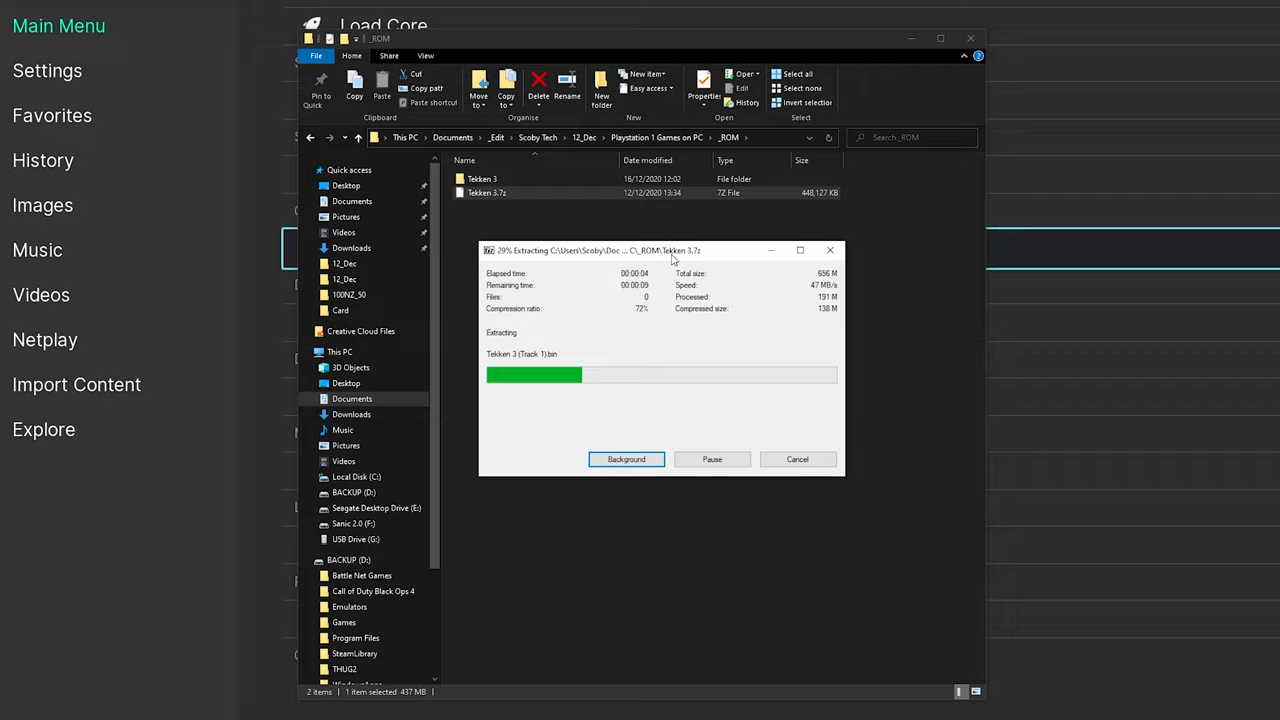 Main Menu
Settings
Favorites
History
Images
Music
Videos
Netplay
Import Content
Explore
Load Core
_ROM
File
Home
Share
View
Pin to
Quick
Copy
Paste
Cut
Copy path
Paste shortcut
Clipboard
Move
to
Copy
to
Delete
Rename
Organise
New
folder
New item
Easy access
New
Properties
Open
Edit
History
Open
Select all
Select none
Invert selection
Select
This PC
Documents
_Edit
Scoby Tech
12_Dec
Playstation 1 Games on PC
_ROM
Search _ROM
Quick access
Desktop
Documents
Pictures
Videos
Downloads
12_Dec
12_Dec
100NZ_50
Card
Creative Cloud Files
This PC
3D Objects
Desktop
Documents
Downloads
Music
Pictures
Videos
Local Disk (C:)
BACKUP (D:)
Seagate Desktop Drive (E:)
Sanic 2.0 (F:)
USB Drive (G:)
BACKUP (D:)
Battle Net Games
Call of Duty Black Ops 4
Emulators
Games
Program Files
SteamLibrary
THUG2
Name Date modified Type Size
Tekken 3 16/12/2020 12:02 File folder
Tekken 3.7z 12/12/2020 13:34 7Z File 448,127 KB
29% Extracting C:\Users\Scoby\Doc ... C\_ROM\Tekken 3.7z
Elapsed time: 00:00:04 Total size: 656 M
Remaining time: 00:00:09 Speed: 47 MB/s
Files: 0 Processed: 191 M
Compression ratio: 72% Compressed size: 138 M
Extracting
Tekken 3 (Track 1).bin
Background
Pause
Cancel
2 items 1 item selected 437 MB